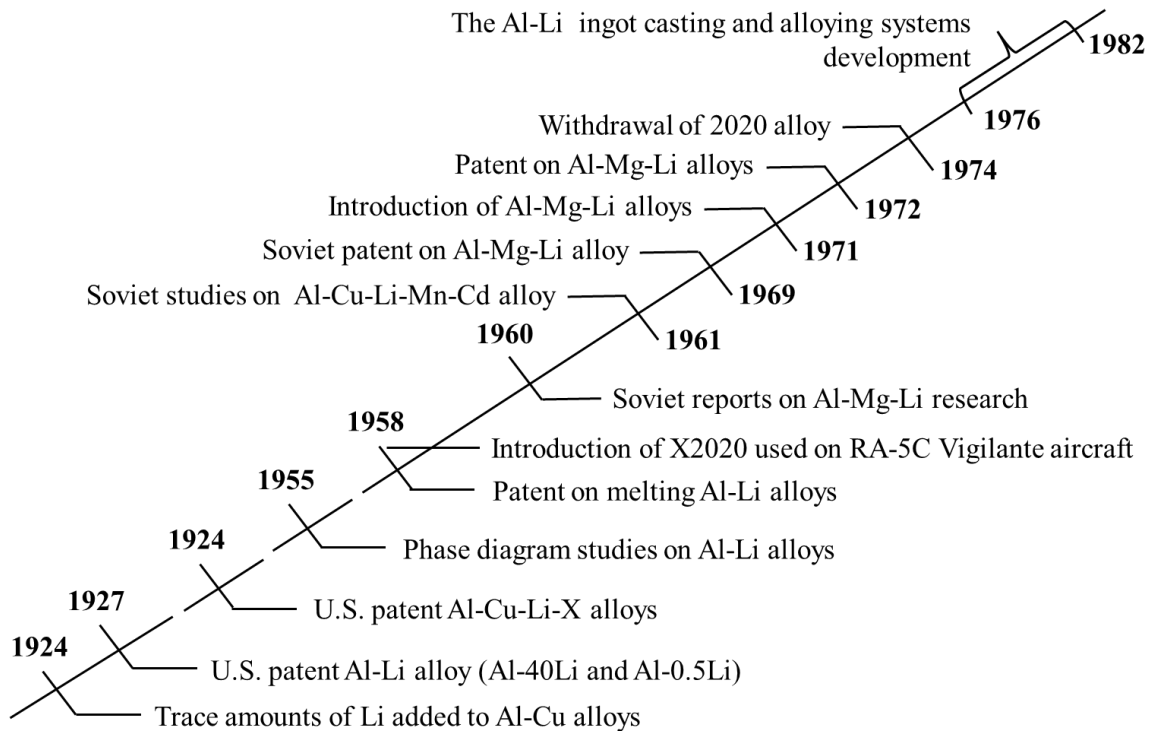 The Al-Li ingot casting and alloying systems
development
1982
1976
Withdrawal of 2020 alloy
1974
Patent on Al-Mg-Li alloys
1972
Introduction of Al-Mg-Li alloys
1971
Soviet patent on Al-Mg-Li alloy
1969
Soviet studies on Al-Cu-Li-Mn-Cd alloy
1961
1960
Soviet reports on Al-Mg-Li research
1958
Introduction of X2020 used on RA-5C Vigilante aircraft
Patent on melting Al-Li alloys
1955
Phase diagram studies on Al-Li alloys
1924
U.S. patent Al-Cu-Li-X alloys
1927
U.S. patent Al-Li alloy (Al-40Li and Al-0.5Li)
1924
Trace amounts of Li added to Al-Cu alloys